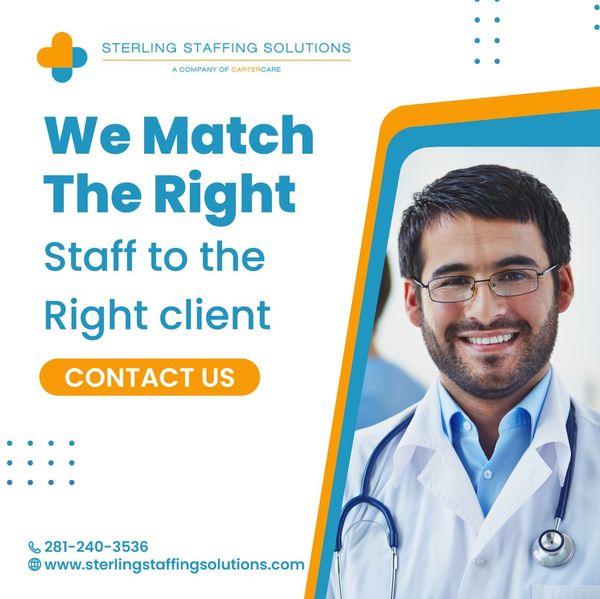 STERLING STAFFING SOLUTIONS
A COMPANY OF CARTERCARE
We Match
The Right
Staff to the
Right client
CONTACT US
281-240-3536
www.sterlingstaffingsolutions.com